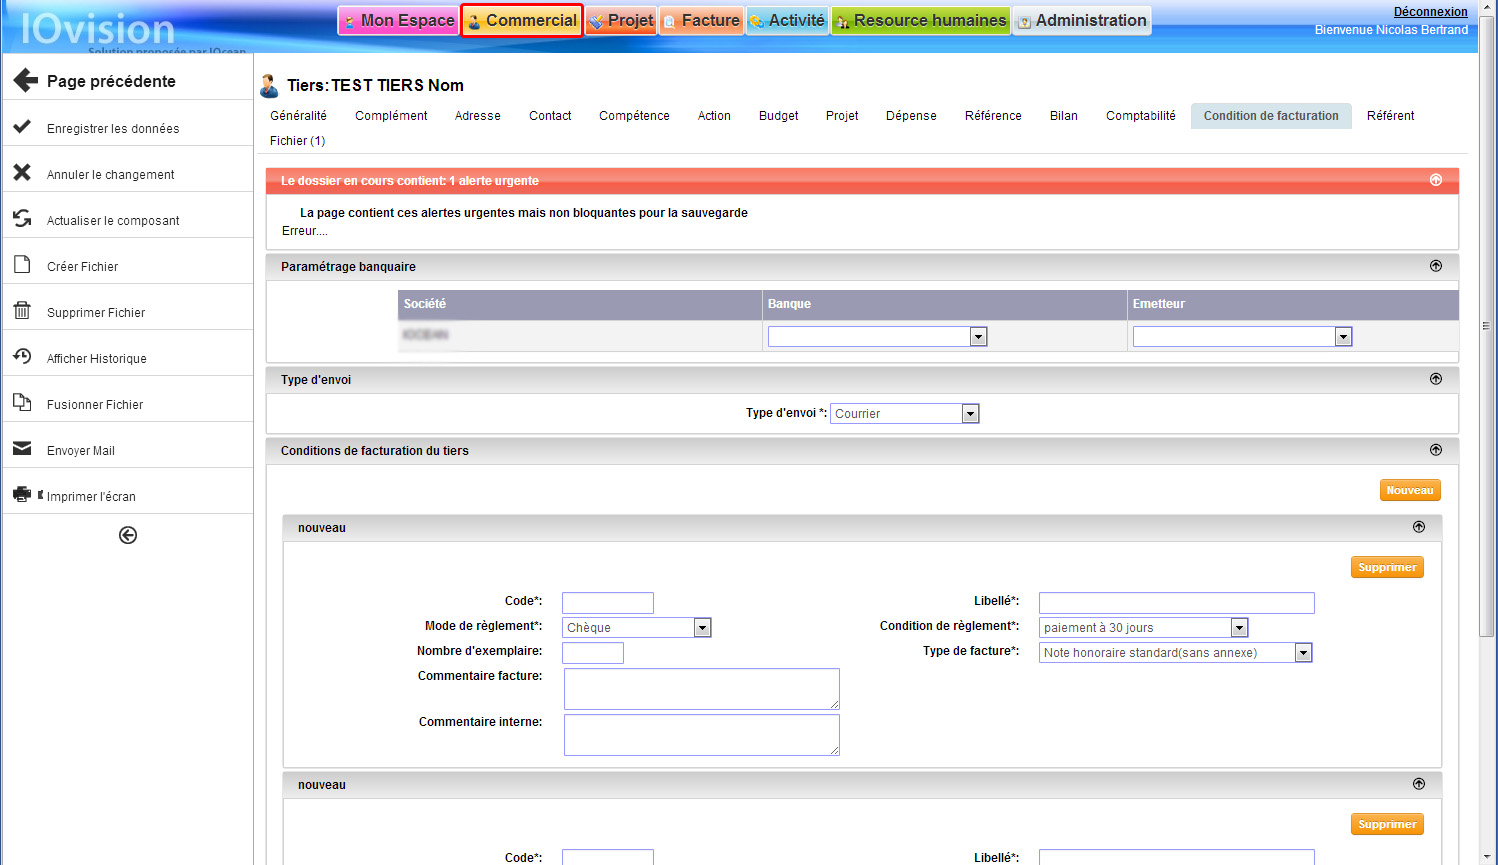 IOvision
Solution proposée par IOcean
Mon Espace Commercial Projet Facture Activité Resource humaines Administration
Déconnexion
Bienvenue Nicolas Bertrand
Page précédente
Enregistrer les données
Annuler le changement
Actualiser le composant
Créer Fichier
Supprimer Fichier
Afficher Historique
Fusionner Fichier
Envoyer Mail
Imprimer l'écran
Tiers: TEST TIERS Nom
Généralité Complément Adresse Contact Compétence Action Budget Projet Dépense Référence Bilan Comptabilité Condition de facturation Référent
Fichier (1)
Le dossier en cours contient: 1 alerte urgente
La page contient ces alertes urgentes mais non bloquantes pour la sauvegarde
Erreur....
Paramétrage banquaire
Société Banque Emetteur
Type d'envoi
Type d'envoi *: Courrier
Conditions de facturation du tiers
Nouveau
nouveau
Supprimer
Code*: Libellé*:
Mode de règlement*: Chèque Condition de règlement*: paiement à 30 jours
Nombre d'exemplaire: Type de facture*: Note honoraire standard(sans annexe)
Commentaire facture:
Commentaire interne:
nouveau
Supprimer
Code*: Libellé*: